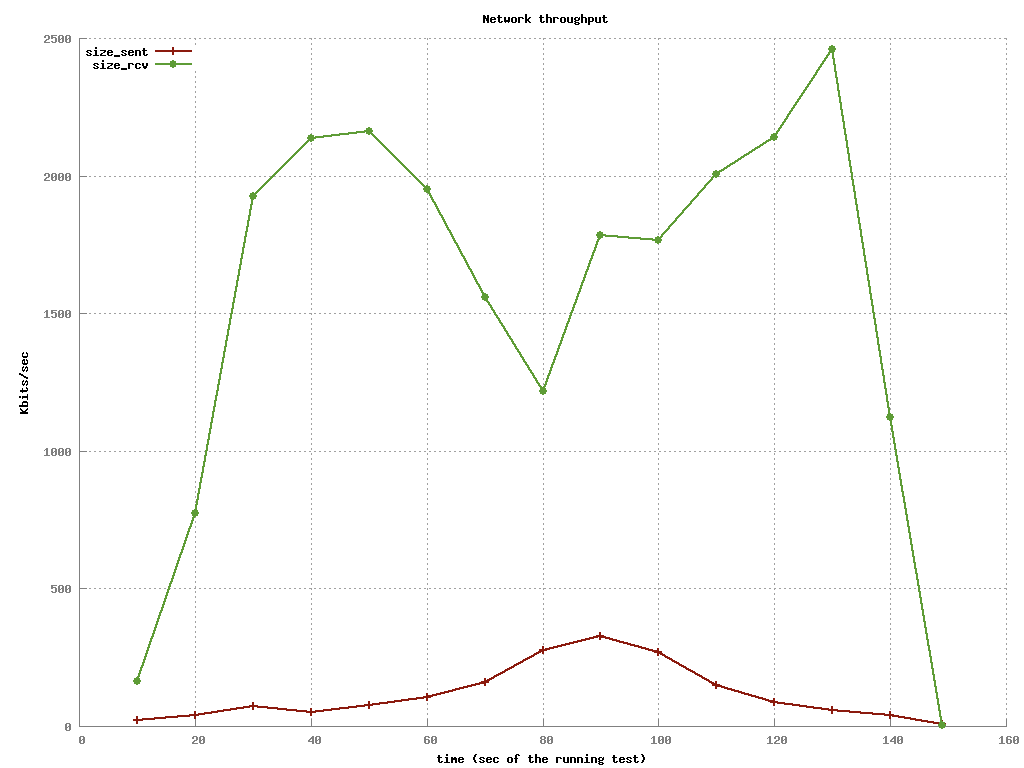 Network throughput
size_sent
size_rcv
2500
2000
1500
1000
500
0
Kbits/sec
0 20 40 60 80 100 120 140 160
time (sec of the running test)